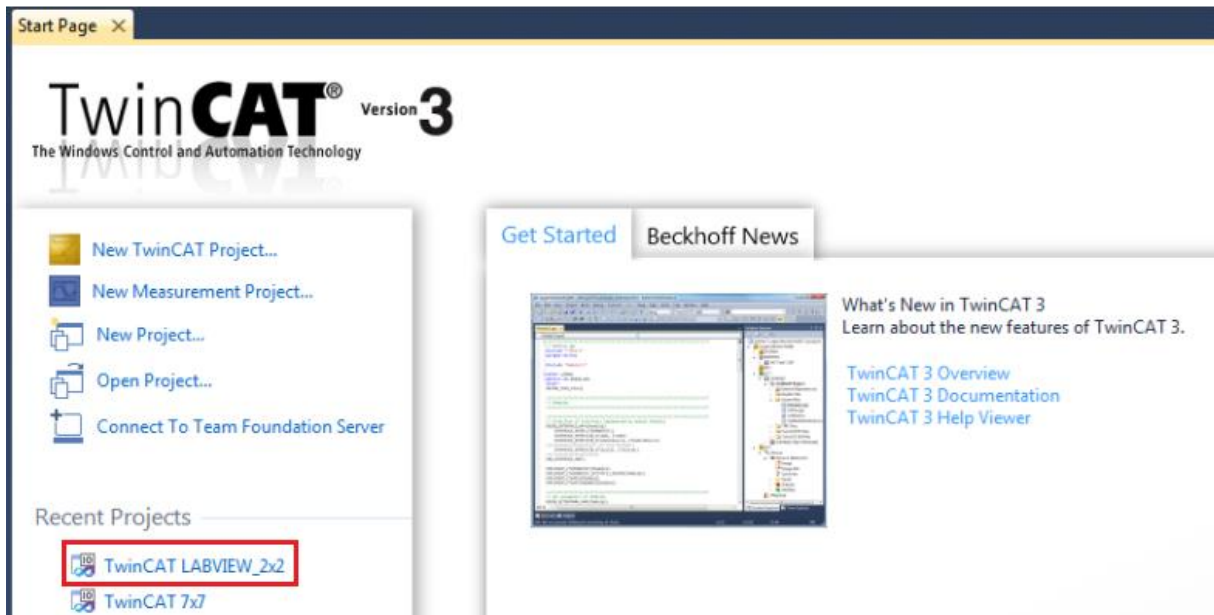 Start Page
TwinCAT® Version 3
The Windows Control and Automation Technology
New TwinCAT Project...
New Measurement Project...
New Project...
Open Project...
Connect To Team Foundation Server
Recent Projects
TwinCAT LABVIEW_2x2
TwinCAT 7x7
Get Started
Beckhoff News
What's New in TwinCAT 3
Learn about the new features of TwinCAT 3.
TwinCAT 3 Overview
TwinCAT 3 Documentation
TwinCAT 3 Help Viewer